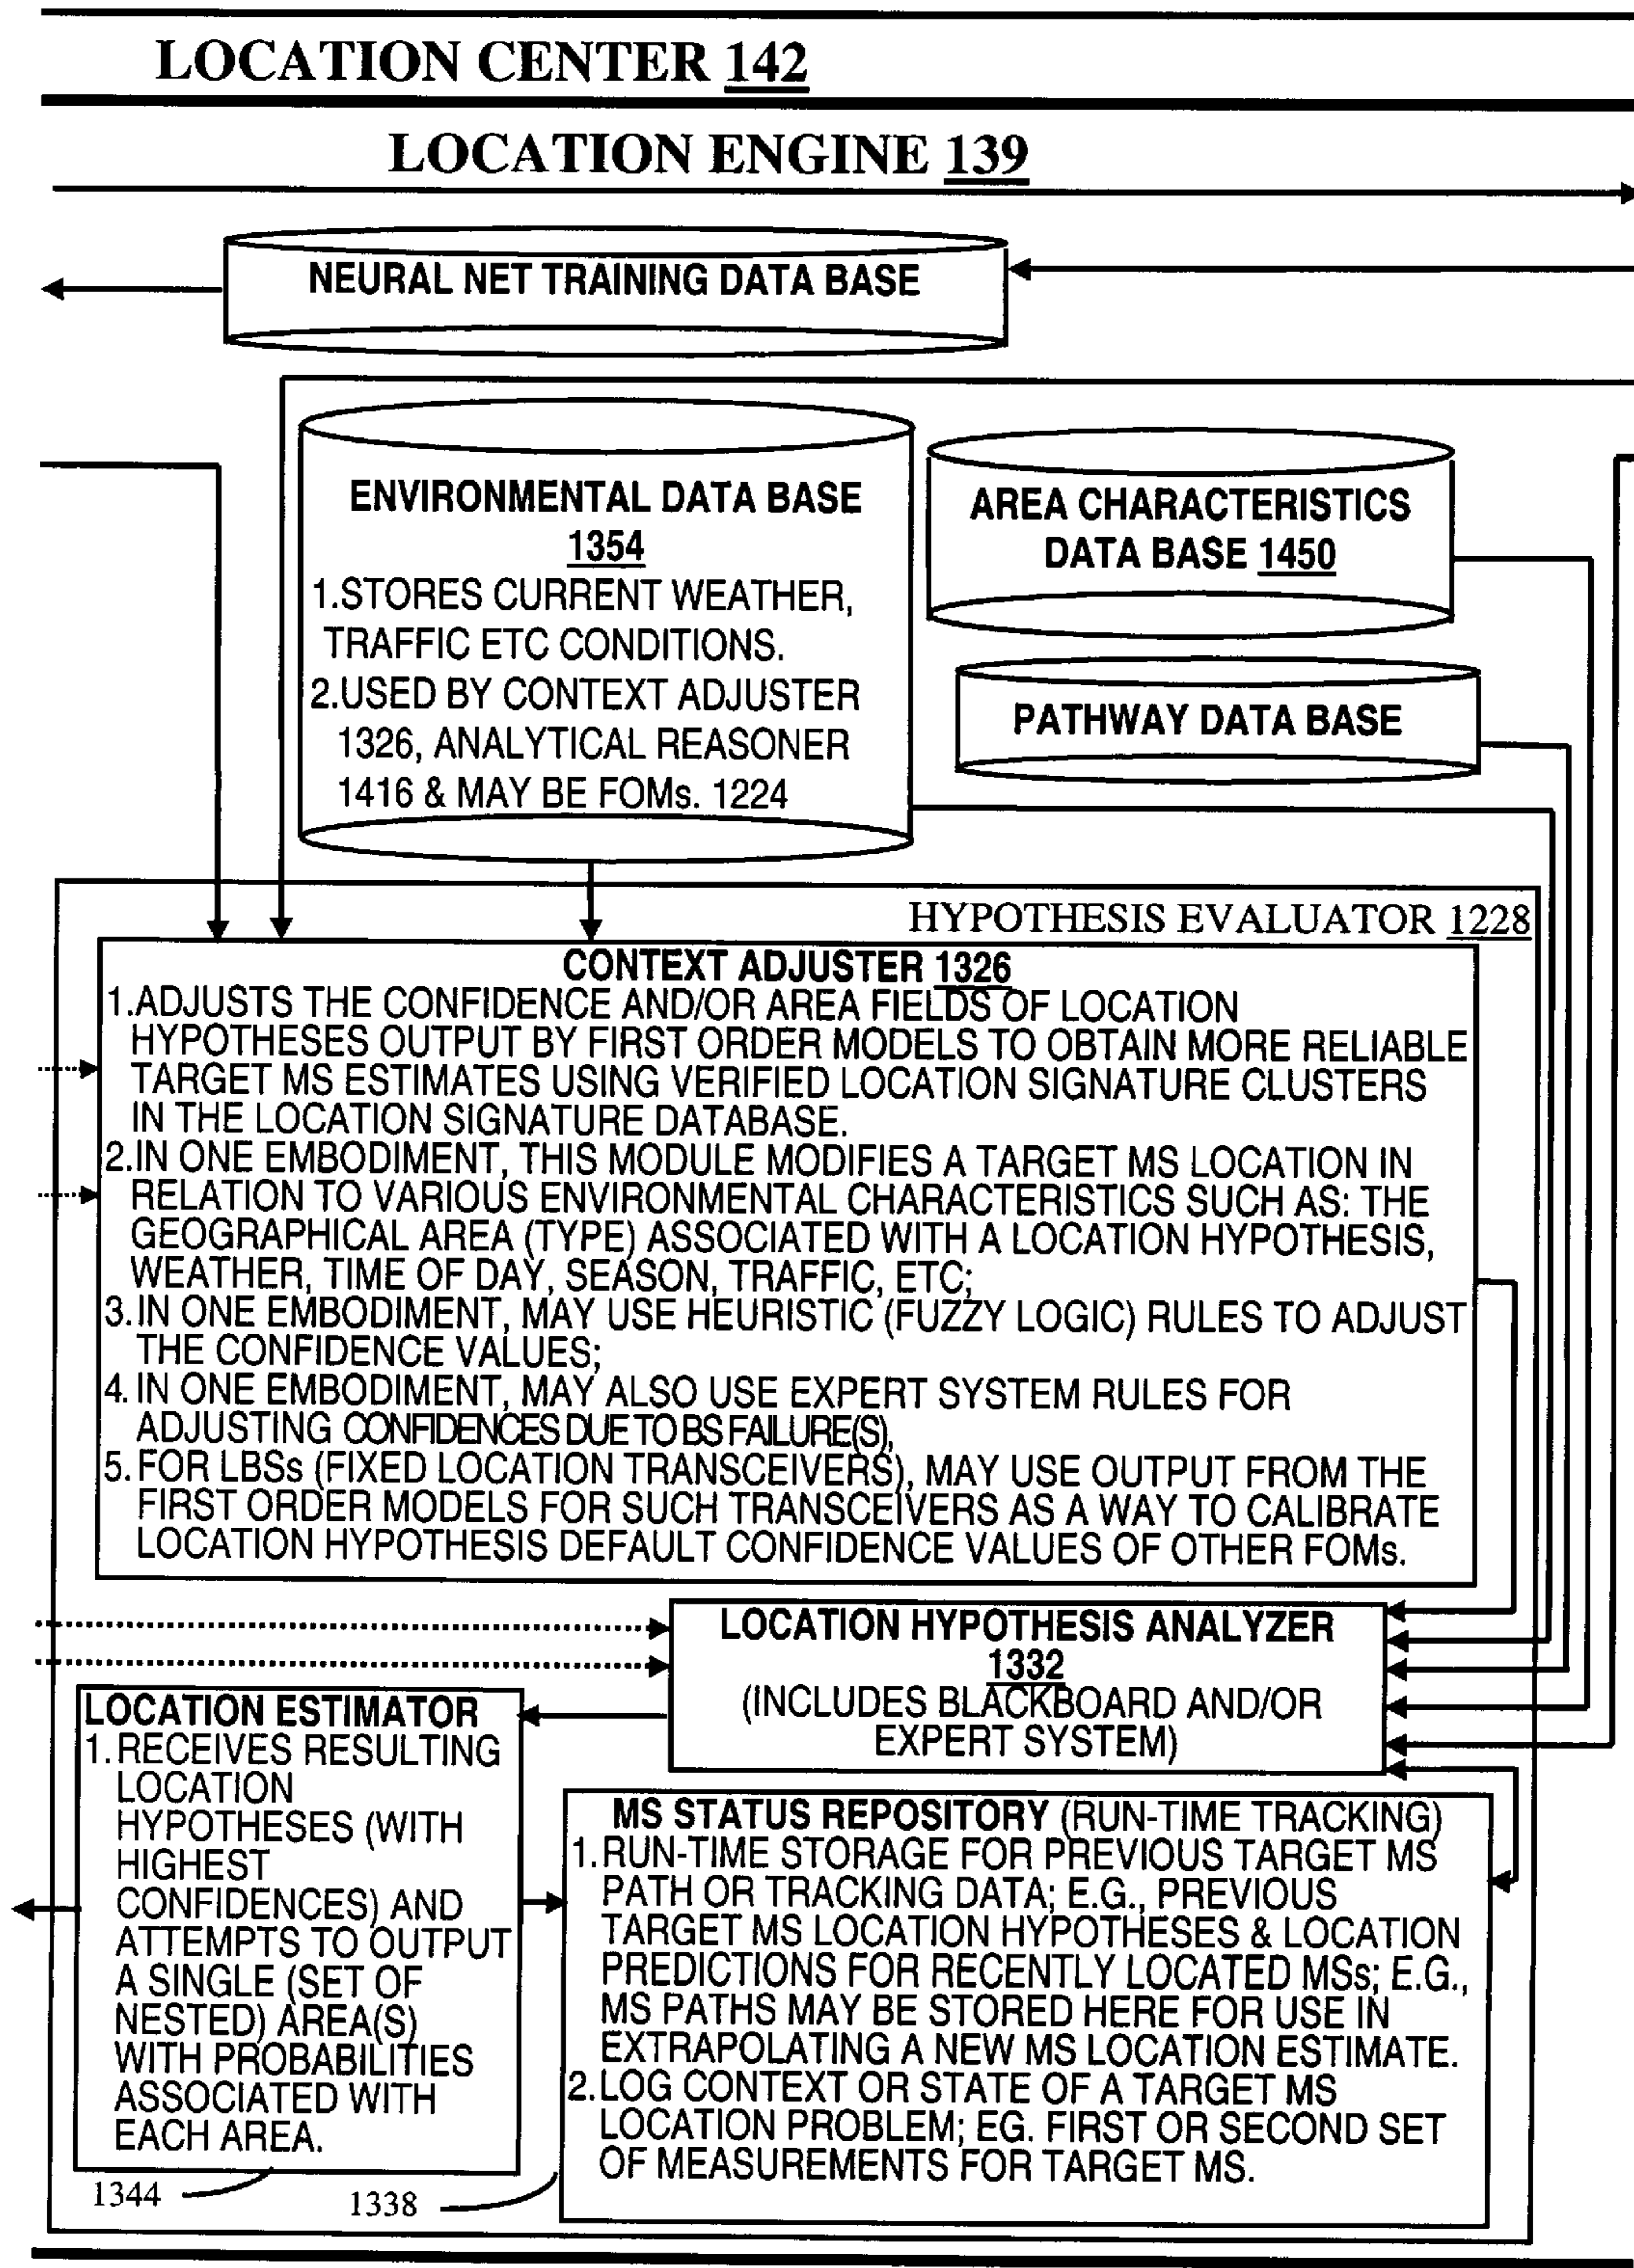 LOCATION CENTER 142
LOCATION ENGINE 139
NEURAL NET TRAINING DATA BASE
ENVIRONMENTAL DATA BASE
1354
1.STORES CURRENT WEATHER,
TRAFFIC ETC CONDITIONS.
2.USED BY CONTEXT ADJUSTER
1326, ANALYTICAL REASONER
1416 & MAY BE FOMs. 1224
AREA CHARACTERISTICS
DATA BASE 1450
PATHWAY DATA BASE
HYPOTHESIS EVALUATOR 1228
CONTEXT ADJUSTER 1326
1.ADJUSTS THE CONFIDENCE AND/OR AREA FIELDS OF LOCATION
HYPOTHESES OUTPUT BY FIRST ORDER MODELS TO OBTAIN MORE RELIABLE
TARGET MS ESTIMATES USING VERIFIED LOCATION SIGNATURE CLUSTERS
IN THE LOCATION SIGNATURE DATABASE.
2.IN ONE EMBODIMENT, THIS MODULE MODIFIES A TARGET MS LOCATION IN
RELATION TO VARIOUS ENVIRONMENTAL CHARACTERISTICS SUCH AS: THE
GEOGRAPHICAL AREA (TYPE) ASSOCIATED WITH A LOCATION HYPOTHESIS,
WEATHER, TIME OF DAY, SEASON, TRAFFIC, ETC;
3.IN ONE EMBODIMENT, MAY USE HEURISTIC (FUZZY LOGIC) RULES TO ADJUST
THE CONFIDENCE VALUES;
4. IN ONE EMBODIMENT, MAY ALSO USE EXPERT SYSTEM RULES FOR
ADJUSTING CONFIDENCES DUE TO BS FAILURE(S),
5. FOR LBSs (FIXED LOCATION TRANSCEIVERS), MAY USE OUTPUT FROM THE
FIRST ORDER MODELS FOR SUCH TRANSCEIVERS AS A WAY TO CALIBRATE
LOCATION HYPOTHESIS DEFAULT CONFIDENCE VALUES OF OTHER FOMs.
LOCATION HYPOTHESIS ANALYZER
1332
(INCLUDES BLACKBOARD AND/OR
EXPERT SYSTEM)
LOCATION ESTIMATOR
1. RECEIVES RESULTING
LOCATION
HYPOTHESES (WITH
HIGHEST
CONFIDENCES) AND
ATTEMPTS TO OUTPUT
A SINGLE (SET OF
NESTED) AREA(S)
WITH PROBABILITIES
ASSOCIATED WITH
EACH AREA.
MS STATUS REPOSITORY (RUN-TIME TRACKING)
1. RUN-TIME STORAGE FOR PREVIOUS TARGET MS
PATH OR TRACKING DATA; E.G., PREVIOUS
TARGET MS LOCATION HYPOTHESES & LOCATION
PREDICTIONS FOR RECENTLY LOCATED MSs; E.G.,
MS PATHS MAY BE STORED HERE FOR USE IN
EXTRAPOLATING A NEW MS LOCATION ESTIMATE.
2. LOG CONTEXT OR STATE OF A TARGET MS
LOCATION PROBLEM; EG. FIRST OR SECOND SET
OF MEASUREMENTS FOR TARGET MS.
1344
1338